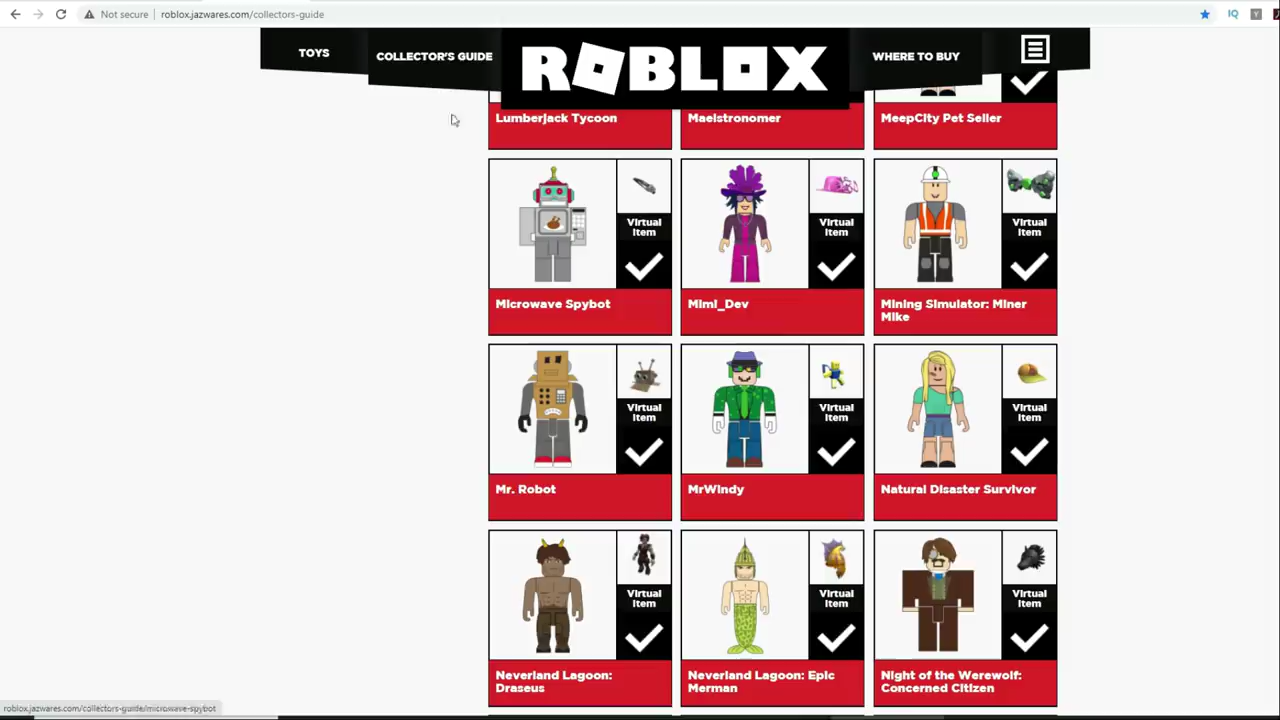 Not secure
roblox.jazwares.com/collectors-guide
IQ
Y
TOYS
COLLECTOR'S GUIDE
ROBLOX
WHERE TO BUY
Lumberjack Tycoon
Maelstronomer
MeepCity Pet Seller
Virtual
Item
Virtual
Item
Virtual
Item
Microwave Spybot
Mimi_Dev
Mining Simulator: Miner
Mike
Virtual
Item
Virtual
Item
Virtual
Item
Mr. Robot
MrWindy
Natural Disaster Survivor
Virtual
Item
Virtual
Item
Virtual
Item
Neverland Lagoon:
Draseus
Neverland Lagoon: Epic
Merman
Night of the Werewolf:
Concerned Citizen
roblox.jazwares.com/collectors-guide/microwave-spybot